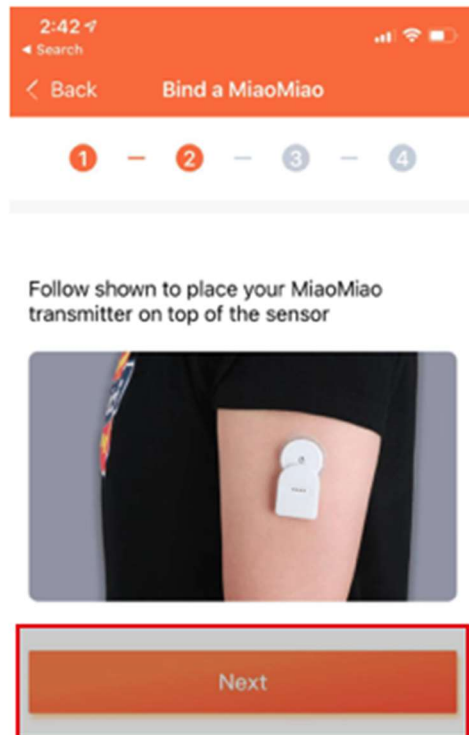 2:42
Search
Back
Bind a MiaoMiao
1 - 2 - 3 - 4
Follow shown to place your MiaoMiao
transmitter on top of the sensor
Next